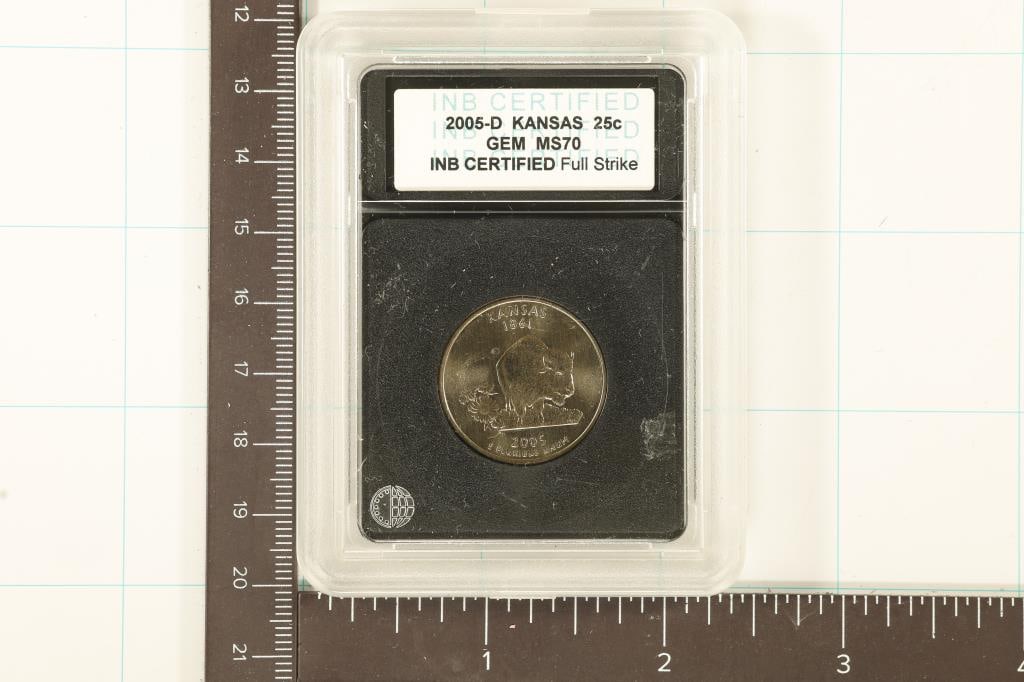 INB CERTIFIED
2005-D KANSAS 25c
GEM MS70
INB CERTIFIED Full Strike
KANSAS
1861
2005
E PLURIBUS UNUM
12
13
14
15
16
17
18
19
20
21
1 2 3 4